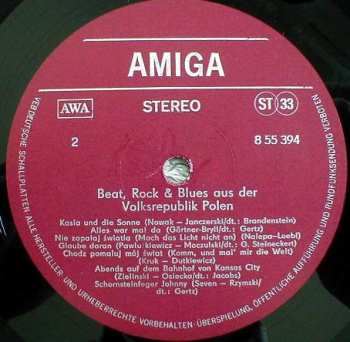 AMIGA
AWA
STEREO
ST 33
2
8 55 394
Beat, Rock & Blues aus der
Volksrepublik Polen
Kasia und die Sonne (Nowak - Janczerski/dt.: Brandenstein)
Alles war mal da (Gärtner-Bryll/dt.: Gertz)
Nie zapalaj światła (Mach das Licht nicht an) (Nalepa-Loebl)
Glaube daran (Pawlu kiewicz - Moczulski/dt.: G. Steineckert)
Chodź pomaluj mój świat (Komm, und mai' mir die Welt)
(Kruk - Dutkiewicz)
Abends auf dem Bahnhof von Kansas City
(Zielinski - Osiecka/dt.: Jacobs)
Schornsteinfeger Johnny (Seven - Rzymski/
dt.: Gertz)
VEB DEUTSCHE SCHALLPLATTEN ALLE HERSTELLER- UND URHEBERRECHTE VORBEHALTEN · ÜBERSPIELUNG, ÖFFENTLICHE AUFFÜHRUNG UND RUNDFUNKSENDUNG VERBOTEN